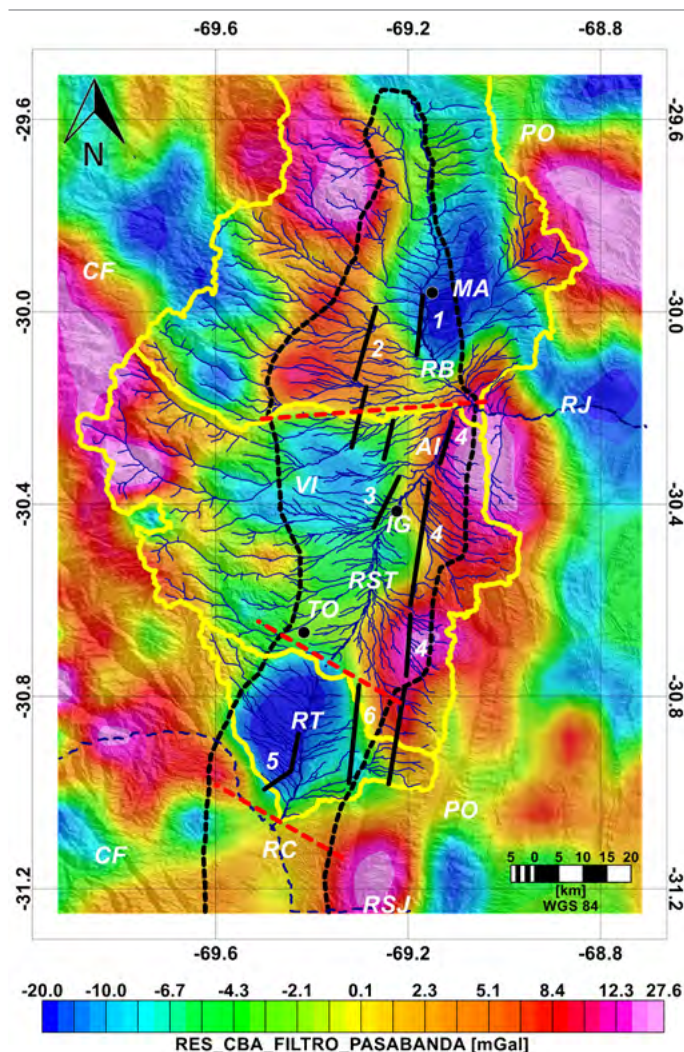 -69.6 -69.2 -68.8
-29.6 -29.6
N
PO
CF
MA
-30.0 -30.0
1
2
RB
RJ
AI 4
VI
3
-30.4 -30.4
IG
4
RST
TO
4
-30.8 -30.8
RT
6
5
PO
CF
RC
5 0 5 10 15 20
[km]
WGS 84
-31.2 -31.2
RSJ
-69.6 -69.2 -68.8
-20.0 -10.0 -6.7 -4.3 -2.1 0.1 2.3 5.1 8.4 12.3 27.6
RES_CBA_FILTRO_PASABANDA [mGal]